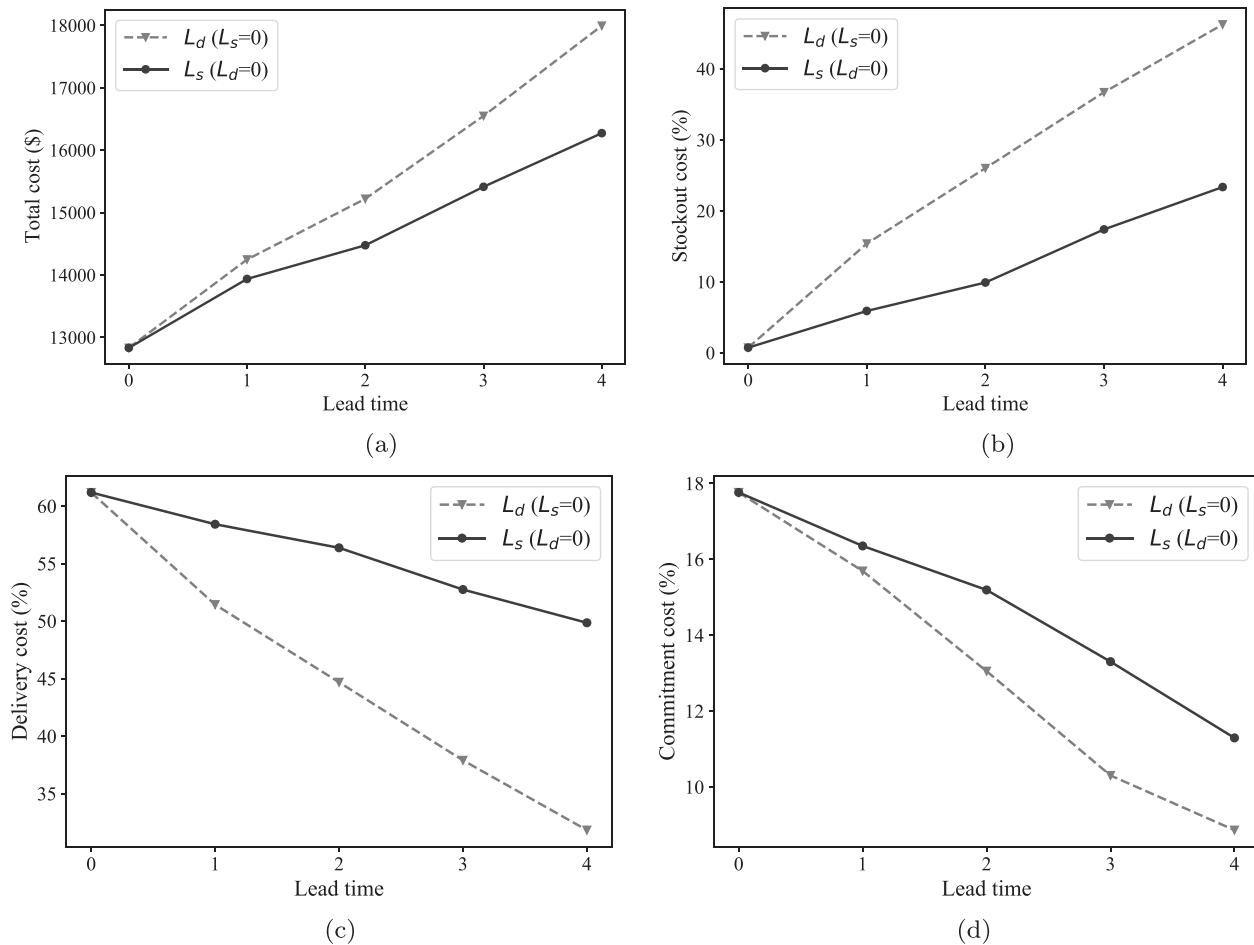 18000
17000
16000
15000
14000
13000
Total cost ($)
L_d (L_s=0)
L_s (L_d=0)
0 1 2 3 4
Lead time
(a)
40
30
20
10
0
Stockout cost (%)
L_d (L_s=0)
L_s (L_d=0)
0 1 2 3 4
Lead time
(b)
60
55
50
45
40
35
Delivery cost (%)
L_d (L_s=0)
L_s (L_d=0)
0 1 2 3 4
Lead time
(c)
18
16
14
12
10
Commitment cost (%)
L_d (L_s=0)
L_s (L_d=0)
0 1 2 3 4
Lead time
(d)